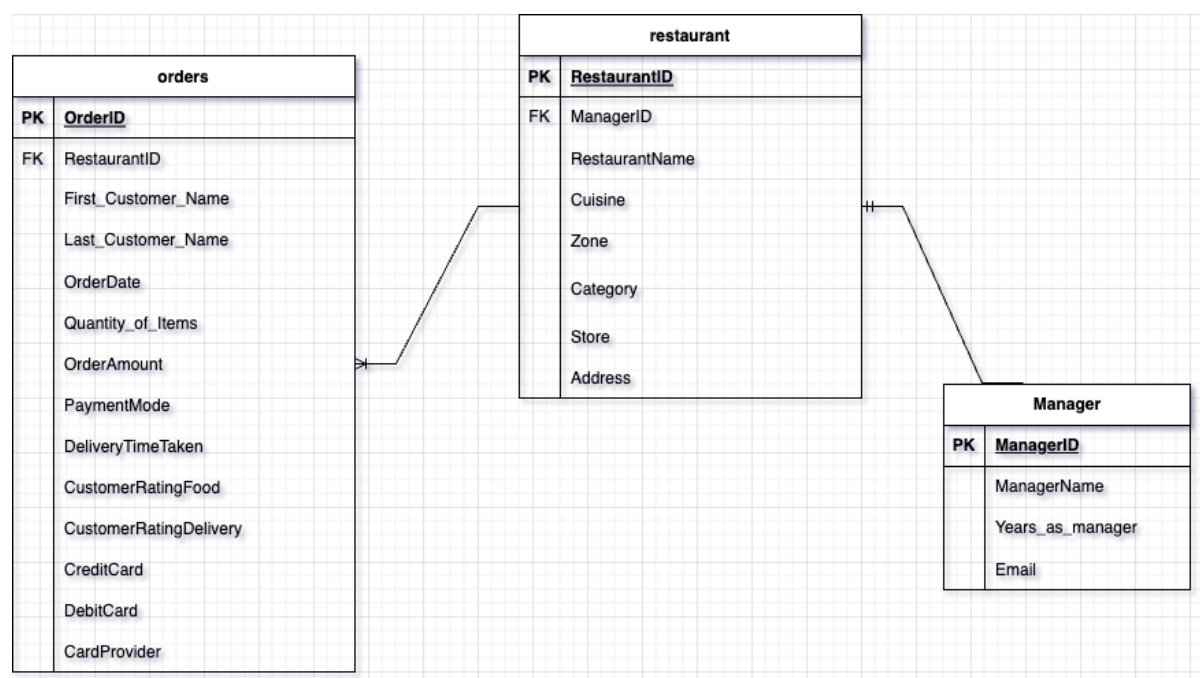 orders
PK OrderID
FK RestaurantID
First_Customer_Name
Last_Customer_Name
OrderDate
Quantity_of_Items
OrderAmount
PaymentMode
DeliveryTimeTaken
CustomerRatingFood
CustomerRatingDelivery
CreditCard
DebitCard
CardProvider
restaurant
PK RestaurantID
FK ManagerID
RestaurantName
Cuisine
Zone
Category
Store
Address
Manager
PK ManagerID
ManagerName
Years_as_manager
Email